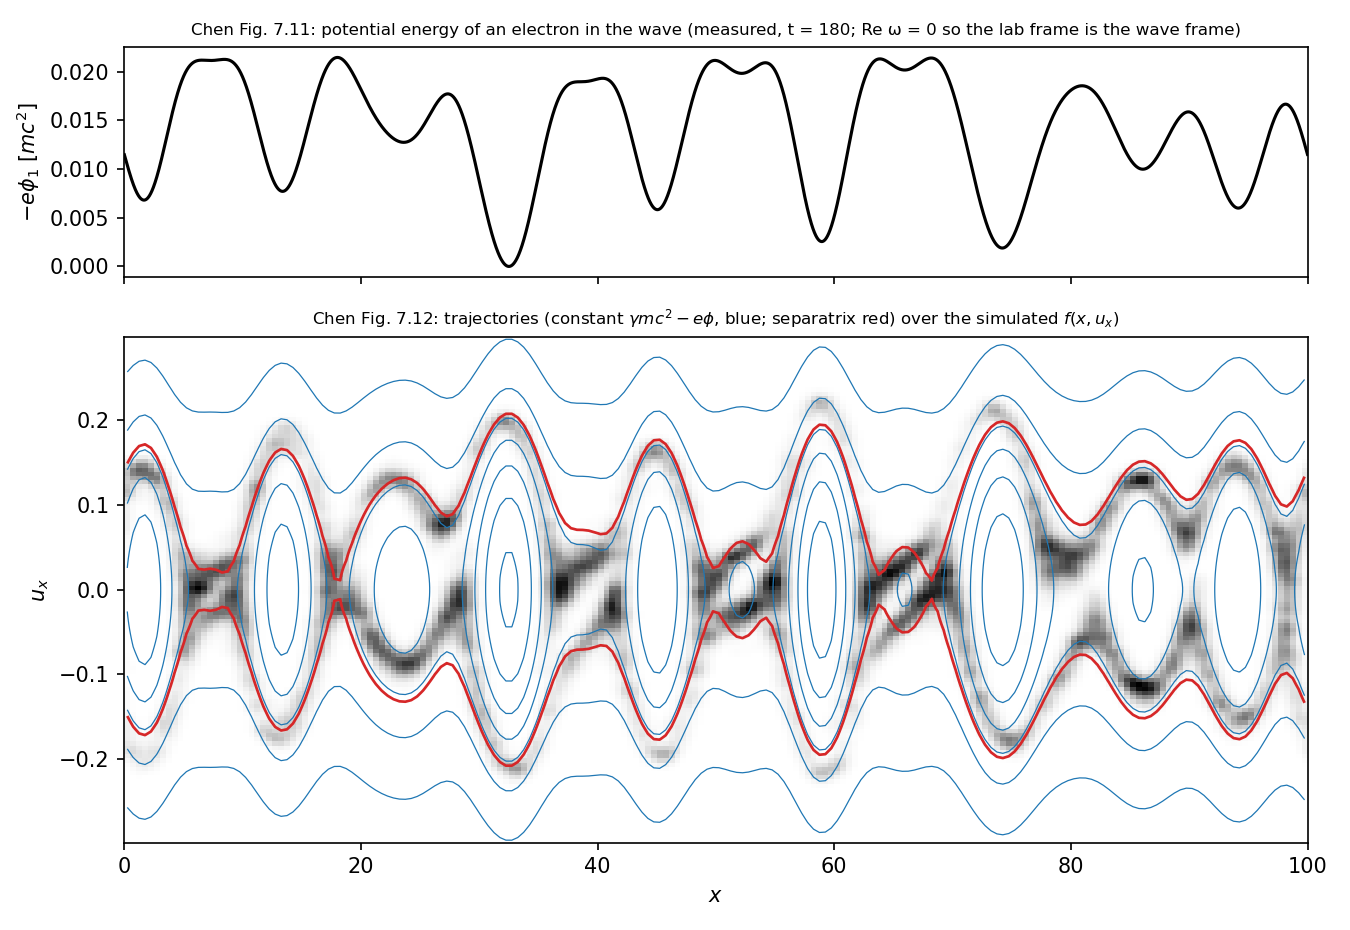 Chen Fig. 7.11: potential energy of an electron in the wave (measured, t = 180; Re ω = 0 so the lab frame is the wave frame)
0.020
0.015
0.010
0.005
0.000
−eϕ₁ [mc²]
Chen Fig. 7.12: trajectories (constant γmc² − eϕ, blue; separatrix red) over the simulated f(x, uₓ)
0.2
0.1
0.0
−0.1
−0.2
uₓ
0 20 40 60 80 100
x